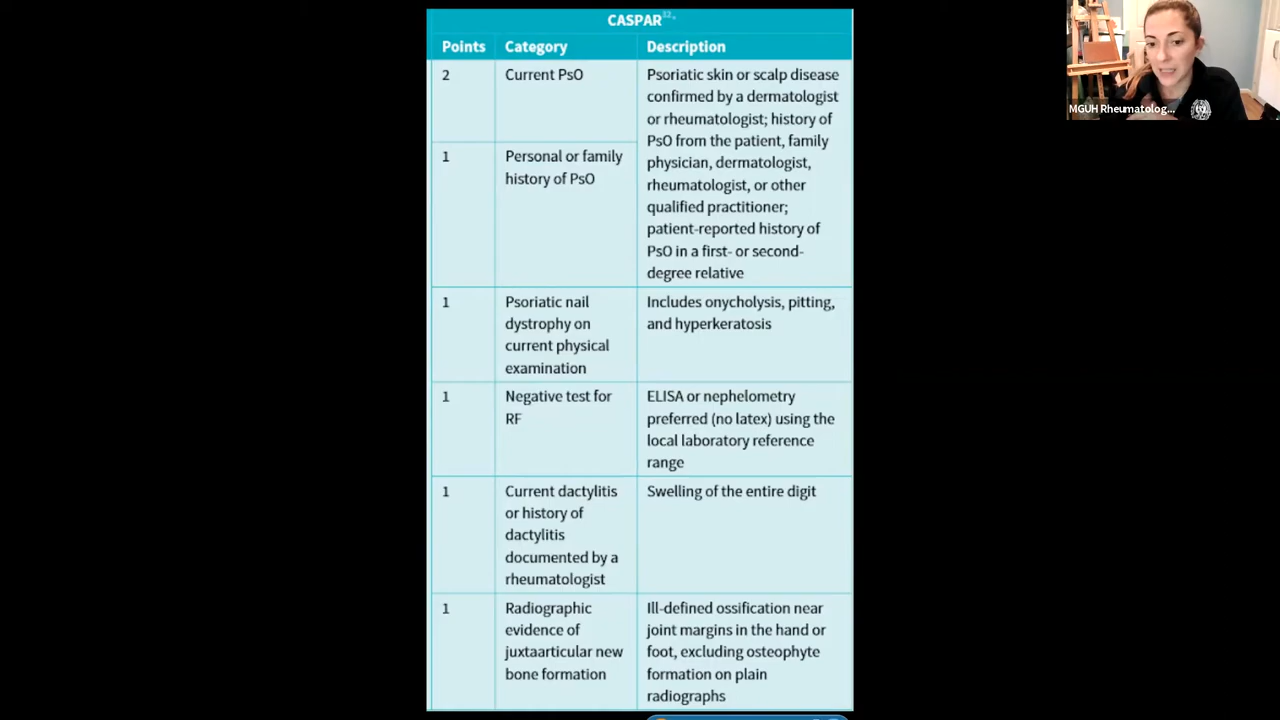 CASPAR32,
Points Category Description
2 Current PsO Psoriatic skin or scalp disease
confirmed by a dermatologist
or rheumatologist; history of
PsO from the patient, family
1 Personal or family physician, dermatologist,
history of PsO rheumatologist, or other
qualified practitioner;
patient-reported history of
PsO in a first- or second-
degree relative
1 Psoriatic nail Includes onycholysis, pitting,
dystrophy on and hyperkeratosis
current physical
examination
1 Negative test for ELISA or nephelometry
RF preferred (no latex) using the
local laboratory reference
range
1 Current dactylitis Swelling of the entire digit
or history of
dactylitis
documented by a
rheumatologist
1 Radiographic Ill-defined ossification near
evidence of joint margins in the hand or
juxtaarticular new foot, excluding osteophyte
bone formation formation on plain
radiographs
MGUH Rheumatolog...